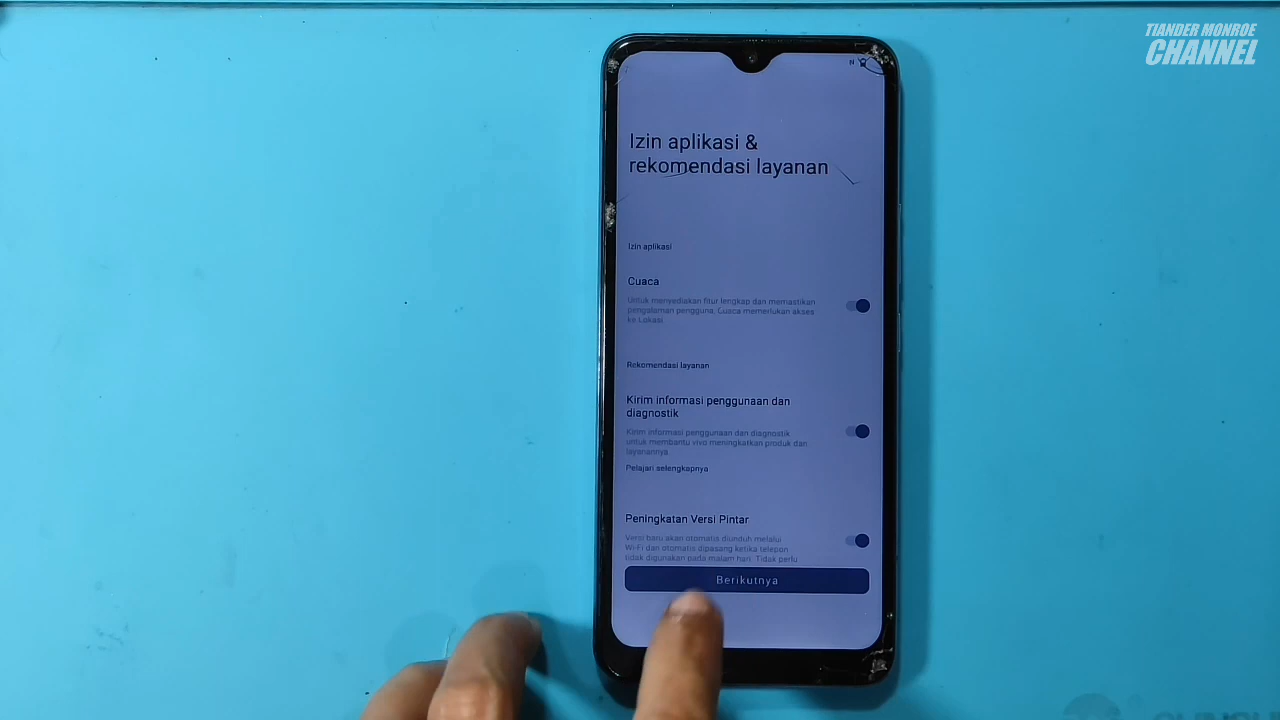 TIANDER MONROE
CHANNEL
Izin aplikasi &
rekomendasi layanan
Izin aplikasi
Cuaca
Untuk menyediakan fitur lengkap dan memastikan
pengalaman pengguna. Cuaca memerlukan akses
ke Lokasi
Rekomendasi layanan
Kirim informasi penggunaan dan
diagnostik
Kirim informasi penggunaan dan diagnostik
untuk membantu vivo meningkatkan produk dan
layanannya.
Pelajari selengkapnya
Peningkatan Versi Pintar
Versi baru akan otomatis diunduh melalui
Wi-Fi dan otomatis dipasang ketika telepon
tidak digunakan pada malam hari. Tidak perlu
Berikutnya